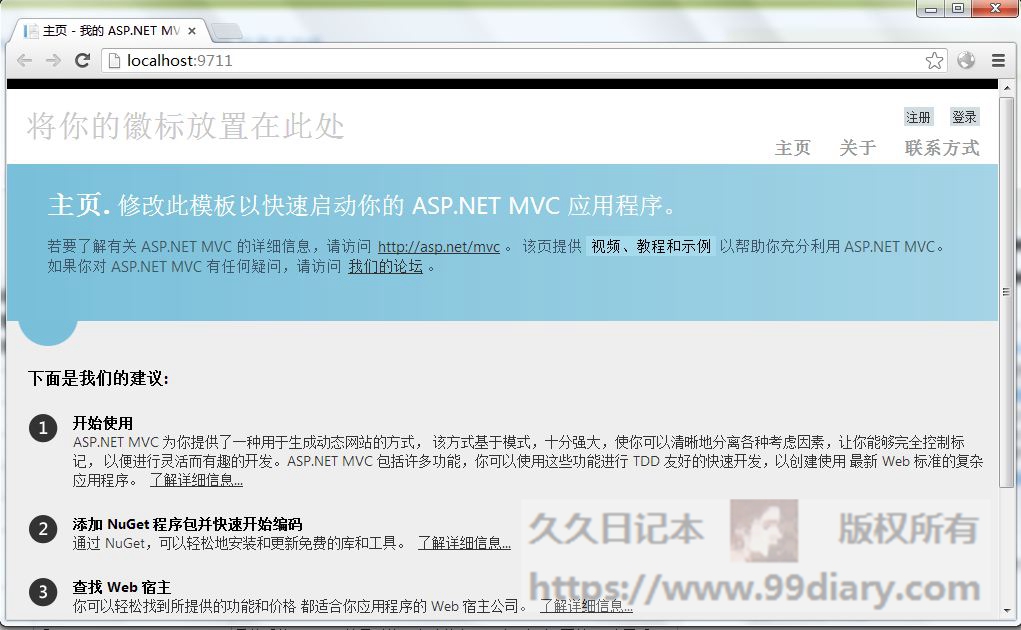 主页 - 我的 ASP.NET MV
localhost:9711
将你的徽标放置在此处
注册 登录
主页 关于 联系方式
主页. 修改此模板以快速启动你的 ASP.NET MVC 应用程序。
若要了解有关 ASP.NET MVC 的详细信息，请访问 http://asp.net/mvc 。 该页提供 视频、教程和示例 以帮助你充分利用 ASP.NET MVC。
如果你对 ASP.NET MVC 有任何疑问，请访问 我们的论坛 。
下面是我们的建议:
1 开始使用
ASP.NET MVC 为你提供了一种用于生成动态网站的方式， 该方式基于模式，十分强大，使你可以清晰地分离各种考虑因素，让你能够完全控制标
记， 以便进行灵活而有趣的开发。ASP.NET MVC 包括许多功能，你可以使用这些功能进行 TDD 友好的快速开发，以创建使用 最新 Web 标准的复杂
应用程序。 了解详细信息...
2 添加 NuGet 程序包并快速开始编码
通过 NuGet，可以轻松地安装和更新免费的库和工具。 了解详细信息...
3 查找 Web 宿主
你可以轻松找到所提供的功能和价格 都适合你应用程序的 Web 宿主公司。 了解详细信息...
久久日记本 版权所有
https://www.99diary.com